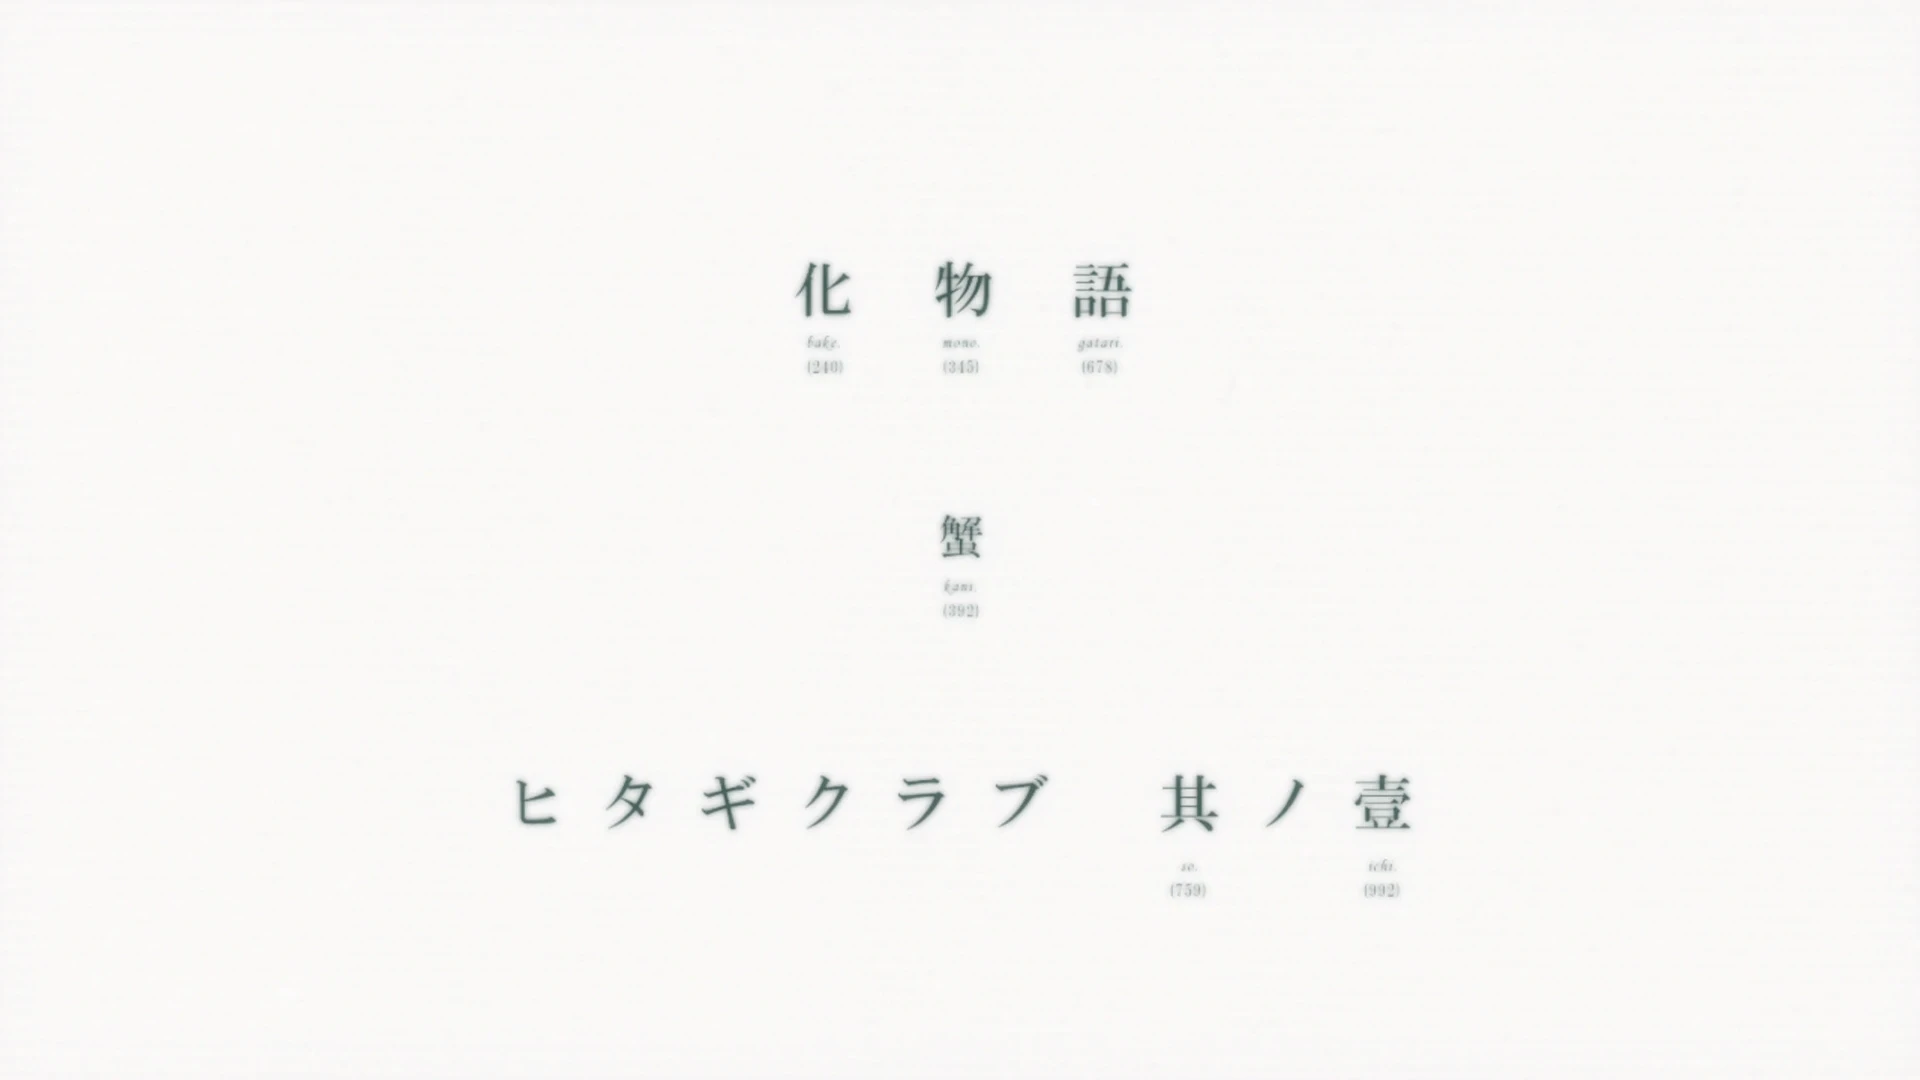 化 物 語
bake. mono. gatari.
(240) (345) (678)
蟹
kani.
(392)
ヒタギクラブ 其ノ壹
so. ichi.
(759) (992)